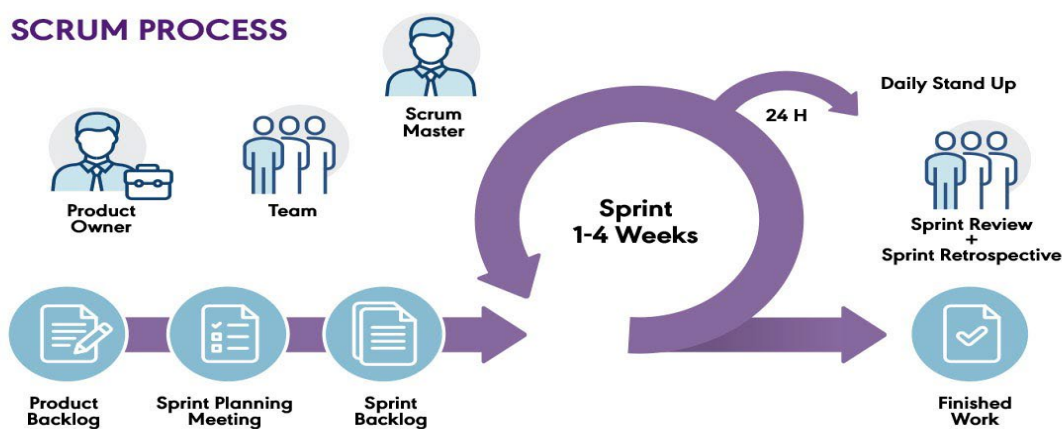 SCRUM PROCESS
Product
Owner
Team
Scrum
Master
Sprint
1-4 Weeks
24 H
Daily Stand Up
Sprint Review
+
Sprint Retrospective
Product
Backlog
Sprint Planning
Meeting
Sprint
Backlog
Finished
Work